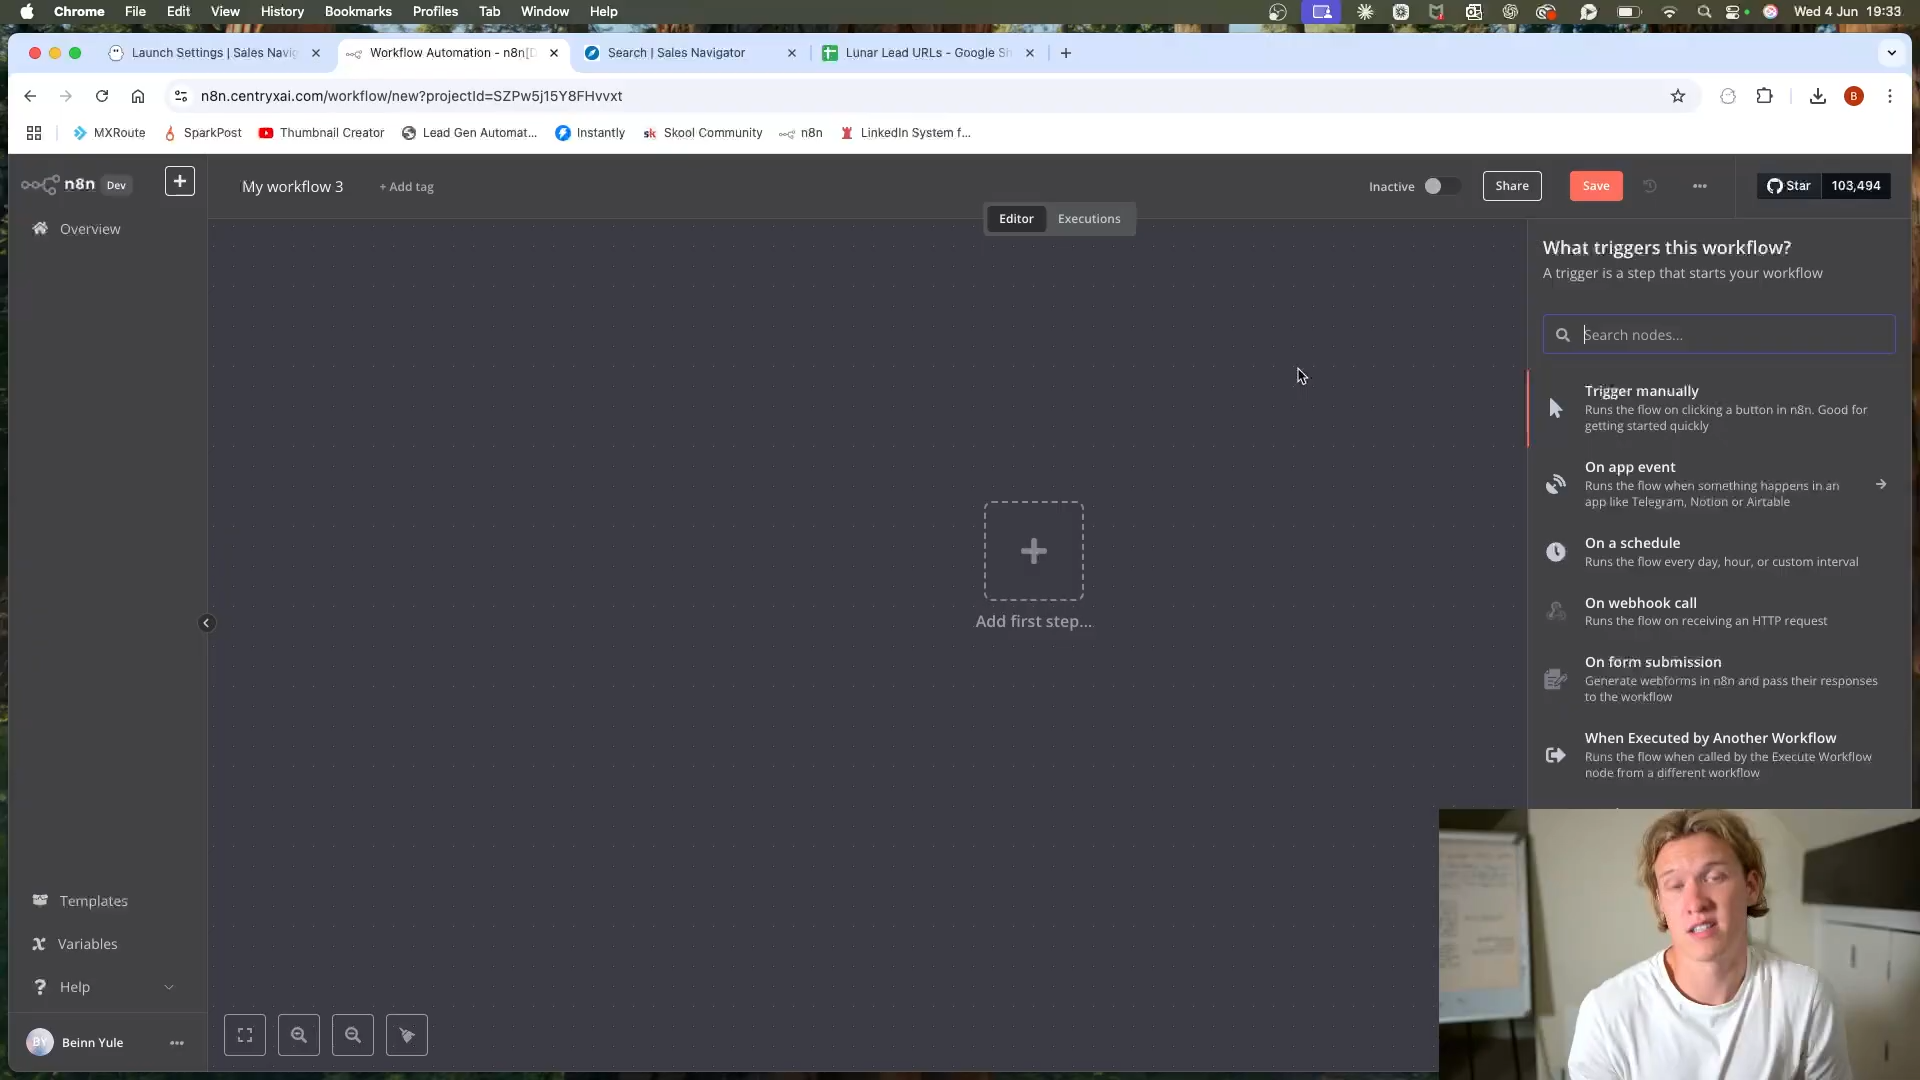 Chrome File Edit View History Bookmarks Profiles Tab Window Help Wed 4 Jun 19:33
Launch Settings | Sales Navig Workflow Automation - n8n[D Search | Sales Navigator Lunar Lead URLs - Google Sh
n8n.centryxai.com/workflow/new?projectId=SZPw5j15Y8FHvvxt B
MXRoute SparkPost Thumbnail Creator Lead Gen Automat... Instantly sk Skool Community n8n LinkedIn System f...
n8n Dev My workflow 3 + Add tag Inactive Share Save Star 103,494
Editor Executions
Overview
What triggers this workflow?
A trigger is a step that starts your workflow
Search nodes...
Trigger manually
Runs the flow on clicking a button in n8n. Good for
getting started quickly
On app event
Runs the flow when something happens in an
app like Telegram, Notion or Airtable
On a schedule
Runs the flow every day, hour, or custom interval
On webhook call
Runs the flow on receiving an HTTP request
On form submission
Generate webforms in n8n and pass their responses
to the workflow
When Executed by Another Workflow
Runs the flow when called by the Execute Workflow
node from a different workflow
Add first step...
Templates
Variables
Help
BY Beinn Yule